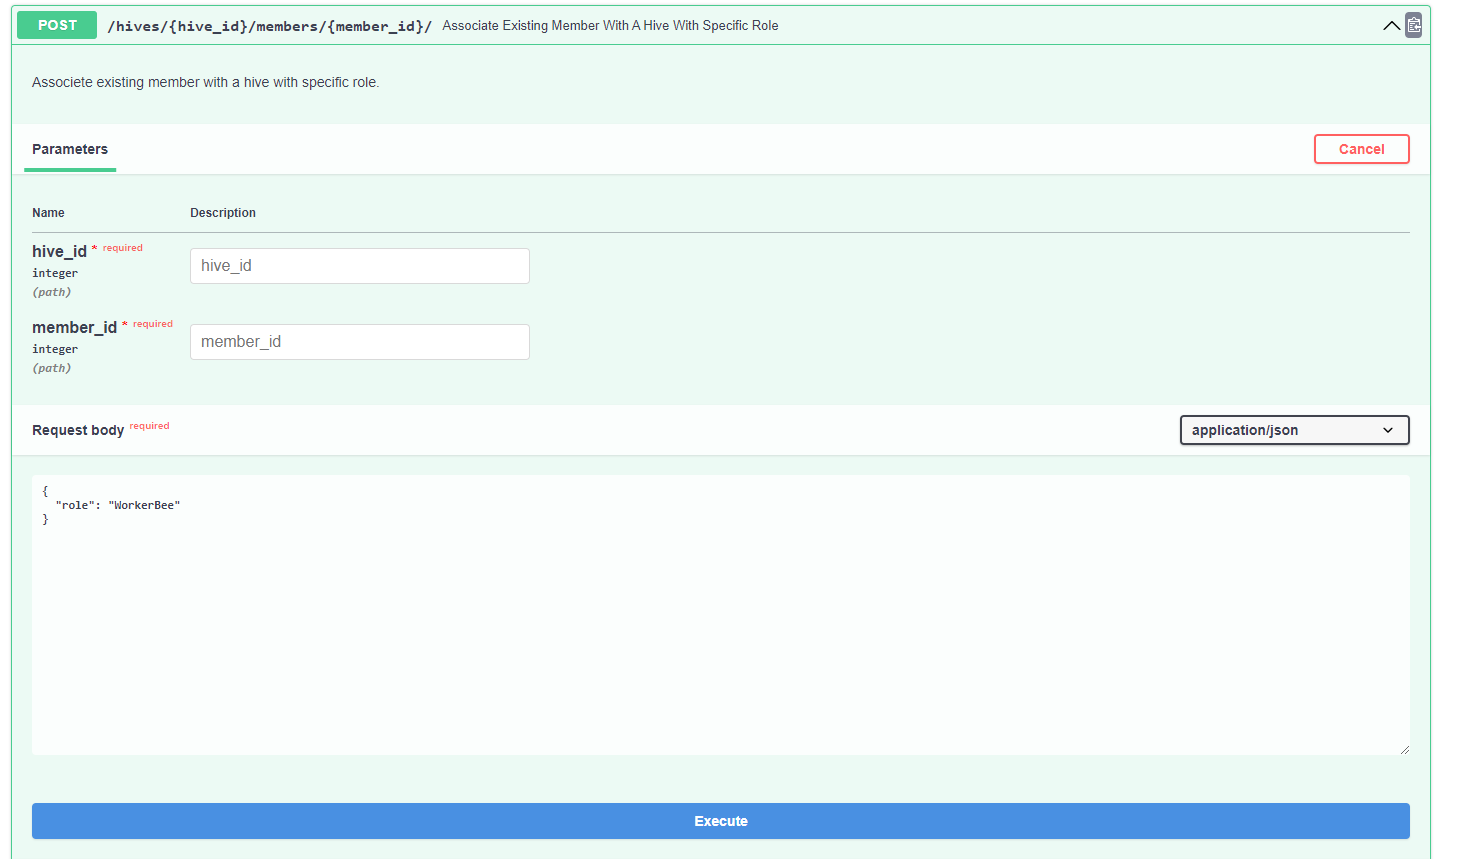 POST /hives/{hive_id}/members/{member_id}/ Associate Existing Member With A Hive With Specific Role
Associete existing member with a hive with specific role.
Parameters Cancel
Name Description
hive_id * required
integer
(path)
hive_id
member_id * required
integer
(path)
member_id
Request body required application/json
{
  "role": "WorkerBee"
}
Execute